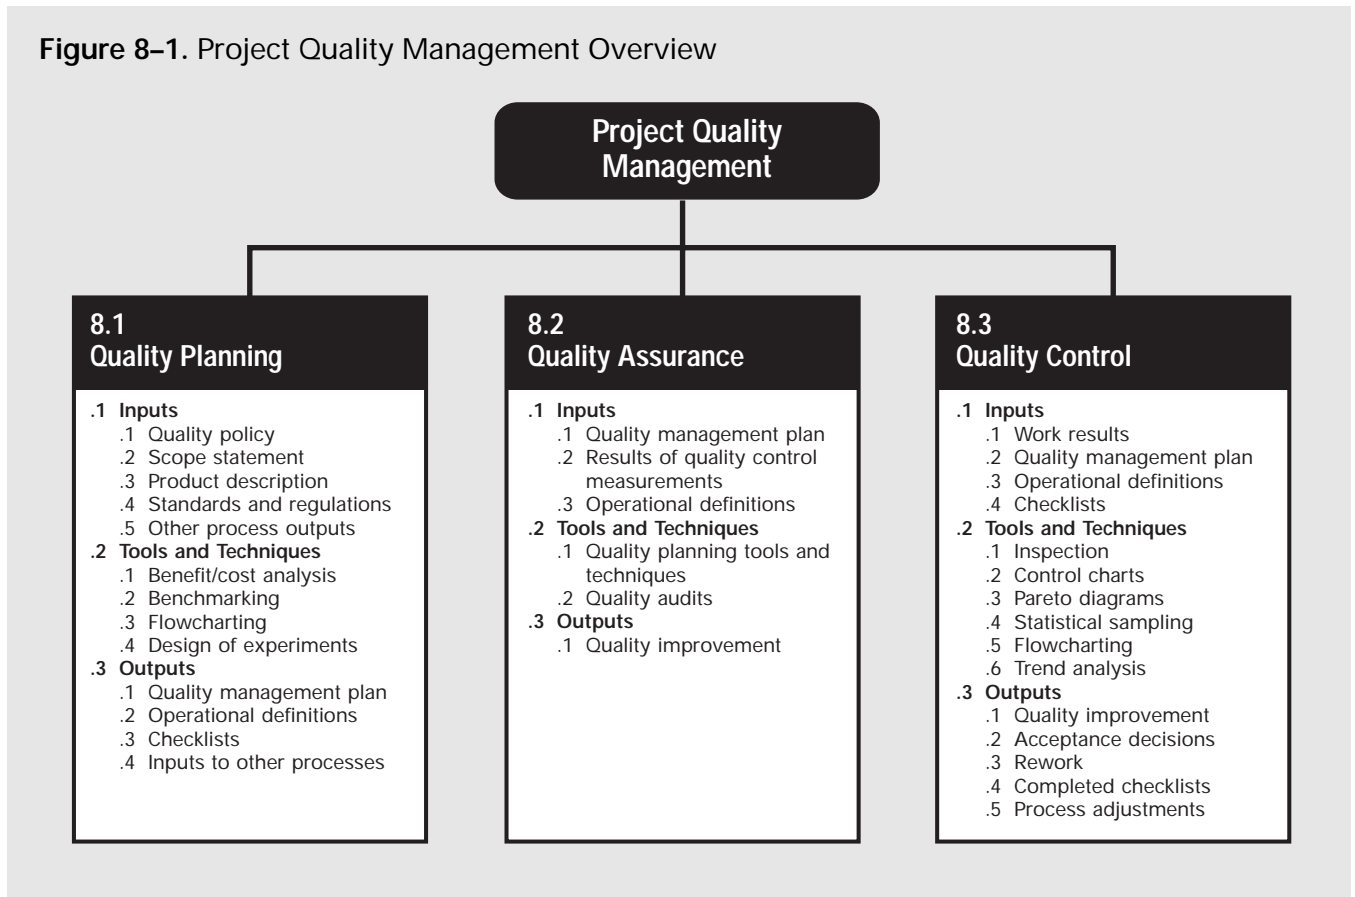 Figure 8–1. Project Quality Management Overview
Project Quality
Management
8.1
Quality Planning
.1 Inputs
.1 Quality policy
.2 Scope statement
.3 Product description
.4 Standards and regulations
.5 Other process outputs
.2 Tools and Techniques
.1 Benefit/cost analysis
.2 Benchmarking
.3 Flowcharting
.4 Design of experiments
.3 Outputs
.1 Quality management plan
.2 Operational definitions
.3 Checklists
.4 Inputs to other processes
8.2
Quality Assurance
.1 Inputs
.1 Quality management plan
.2 Results of quality control
measurements
.3 Operational definitions
.2 Tools and Techniques
.1 Quality planning tools and
techniques
.2 Quality audits
.3 Outputs
.1 Quality improvement
8.3
Quality Control
.1 Inputs
.1 Work results
.2 Quality management plan
.3 Operational definitions
.4 Checklists
.2 Tools and Techniques
.1 Inspection
.2 Control charts
.3 Pareto diagrams
.4 Statistical sampling
.5 Flowcharting
.6 Trend analysis
.3 Outputs
.1 Quality improvement
.2 Acceptance decisions
.3 Rework
.4 Completed checklists
.5 Process adjustments